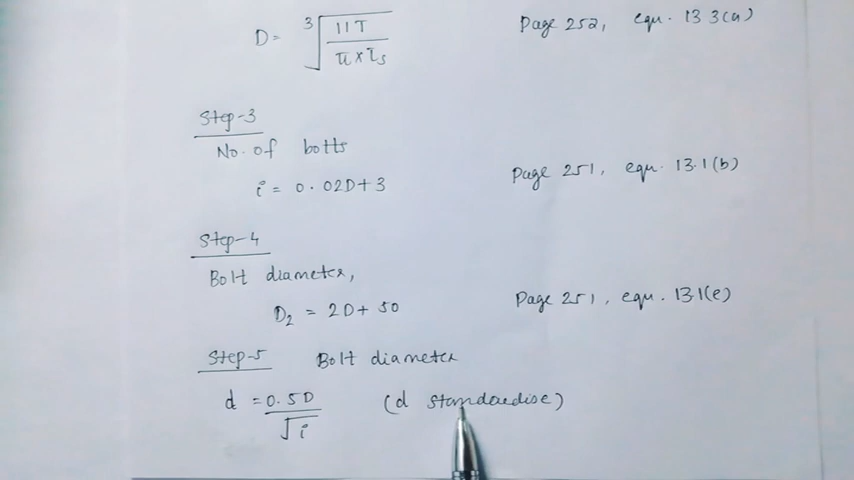 D = ³√(11T / π×τs) Page 252, equ. 13.3(a)
Step-3
No. of botts
i = 0.02D+3 Page 251, equ. 13.1(b)
Step-4
Bolt diameter,
D₂ = 2D+50 Page 251, equ. 13.1(e)
Step-5 Bolt diameter
d = 0.5D / √i (d standardise)